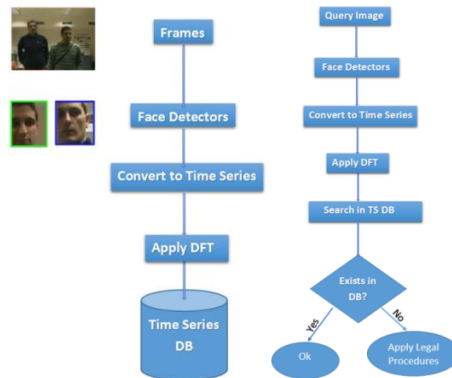 Frames
Face Detectors
Convert to Time Series
Apply DFT
Time Series
DB
Query Image
Face Detectors
Convert to Time Series
Apply DFT
Search in TS DB
Exists in
DB?
Yes
No
Ok
Apply Legal
Procedures